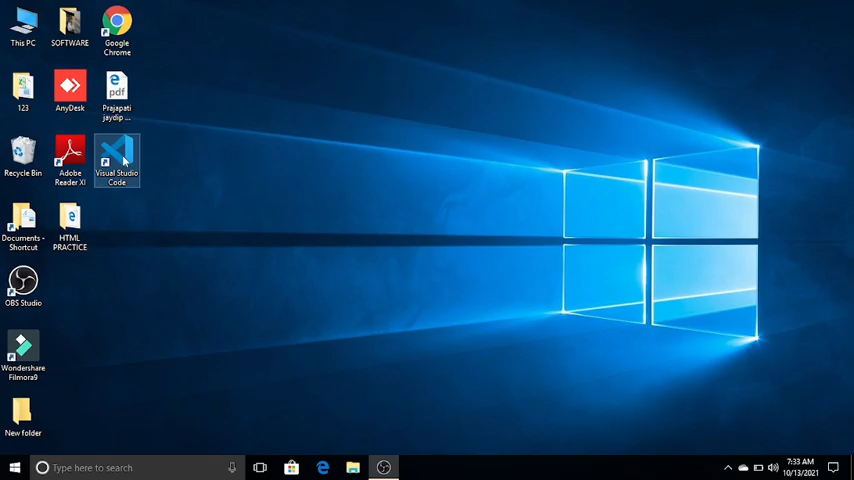 This PC
SOFTWARE
Google
Chrome
123
AnyDesk
pdf
Prajapati
jaydip ...
Recycle Bin
Adobe
Reader XI
Visual Studio
Code
Documents -
Shortcut
HTML
PRACTICE
OBS Studio
Wondershare
Filmora9
New folder
Type here to search
7:33 AM
10/13/2021